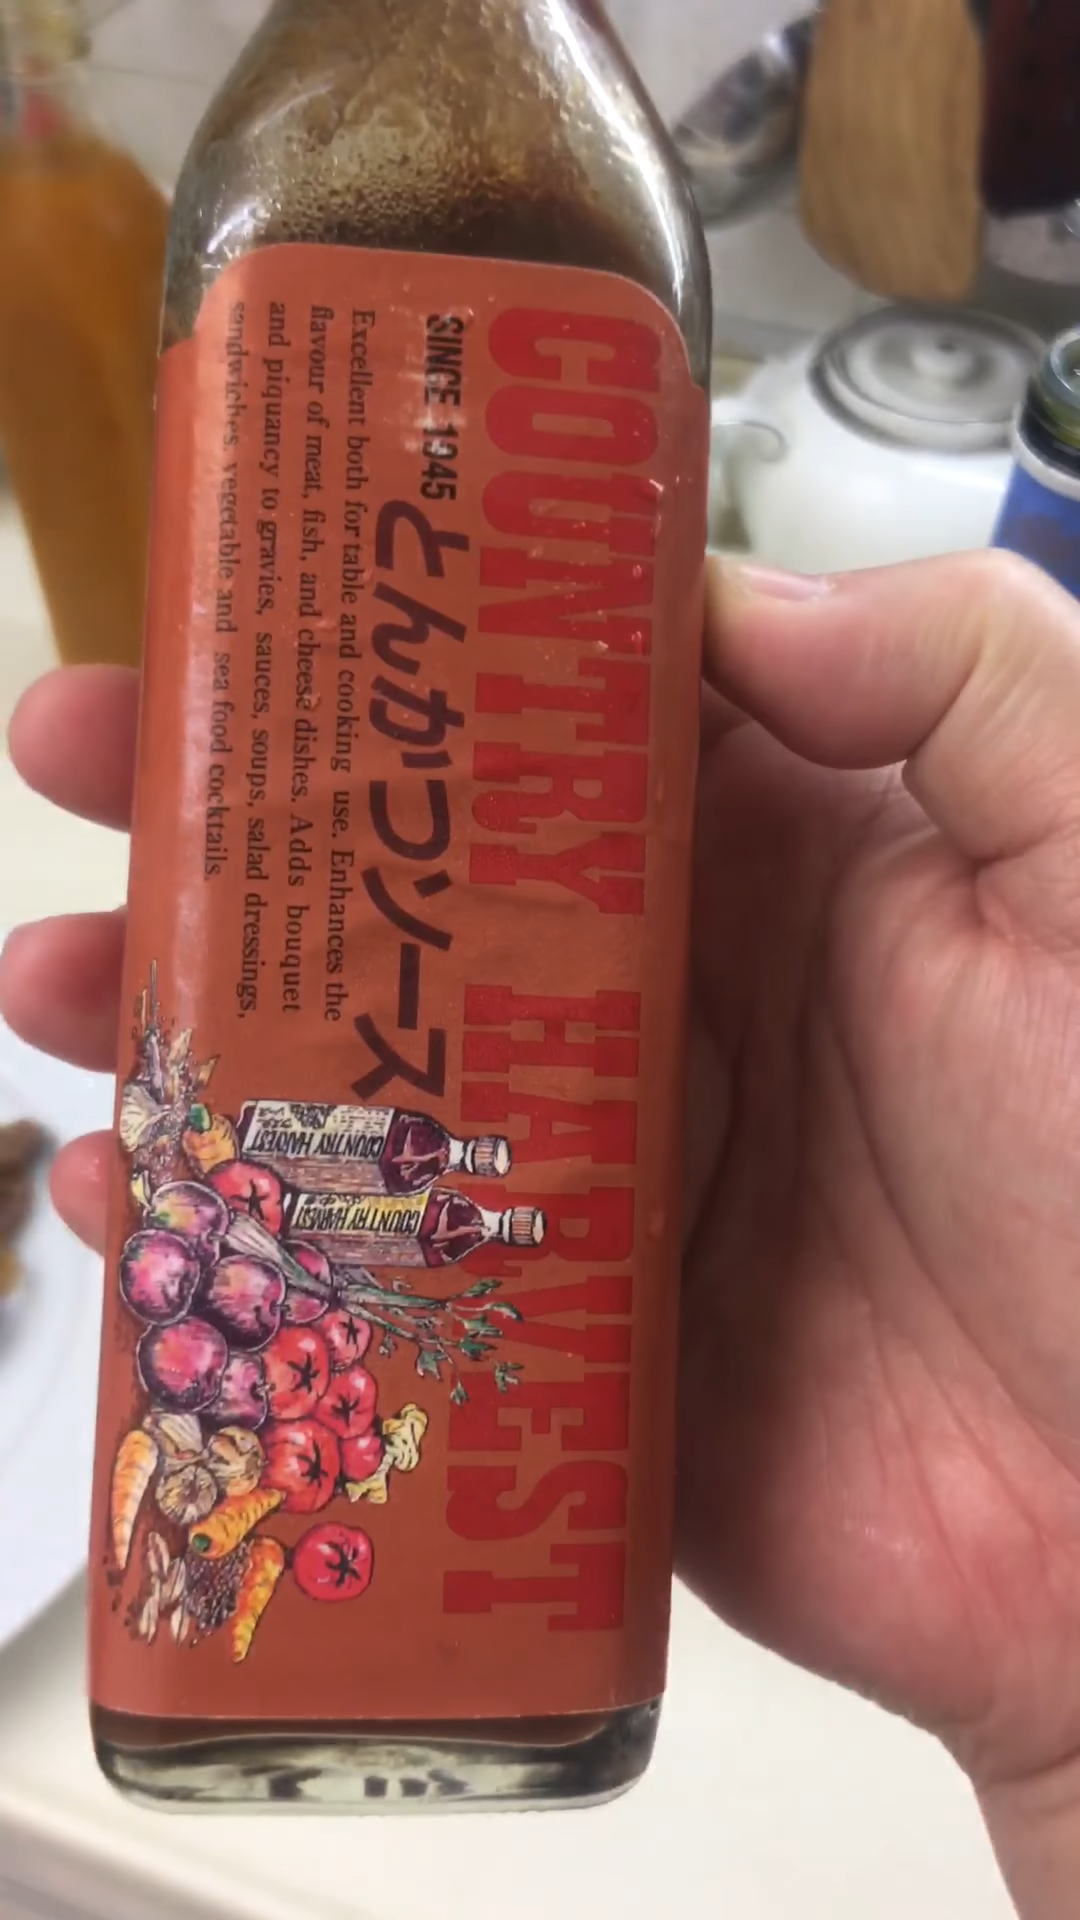 COUNTRY HARVEST
SINCE 1945
とんかつソース
Excellent both for table and cooking use. Enhances the
flavour of meat, fish, and cheese dishes. Adds bouquet
and piquancy to gravies, sauces, soups, salad dressings,
sandwiches, vegetable and sea food cocktails.
COUNTRY HARVEST
COUNTRY HARVEST